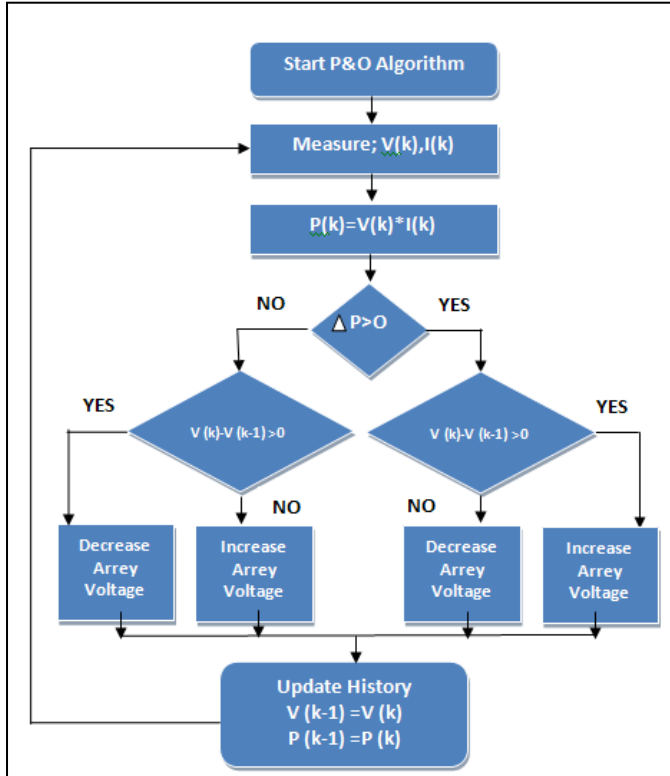 Start P&O Algorithm
Measure; V(k),I(k)
P(k)=V(k)*I(k)
NO
YES
△ P>O
YES
V (k)-V (k-1) >0
V (k)-V (k-1) >0
YES
NO
NO
Decrease
Arrey
Voltage
Increase
Arrey
Voltage
Decrease
Arrey
Voltage
Increase
Arrey
Voltage
Update History
V (k-1) =V (k)
P (k-1) =P (k)